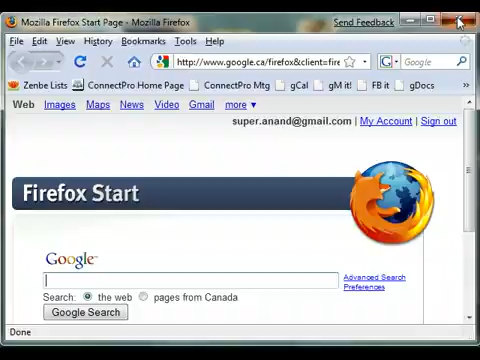 Mozilla Firefox Start Page - Mozilla Firefox Send Feedback
File Edit View History Bookmarks Tools Help
http://www.google.ca/firefox&client=fire Google
Zenbe Lists ConnectPro Home Page ConnectPro Mtg gCal gM it! FB it gDocs »
Web Images Maps News Video Gmail more ▼
super.anand@gmail.com | My Account | Sign out
Firefox Start
Google™
Advanced Search
Preferences
Search: the web pages from Canada
Google Search
Done